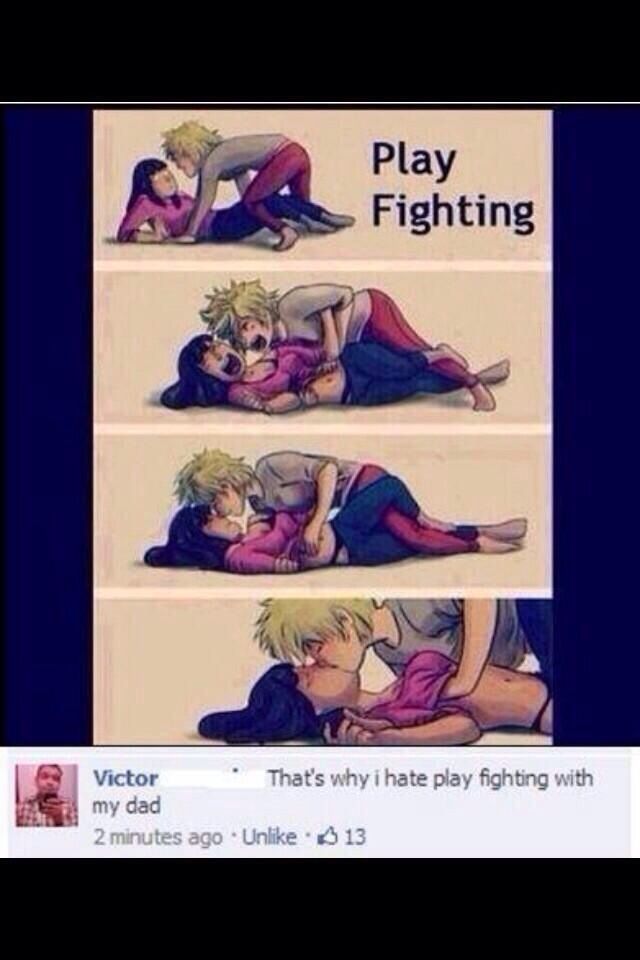 Play
Fighting
Victor That's why i hate play fighting with
my dad
2 minutes ago · Unlike · 13